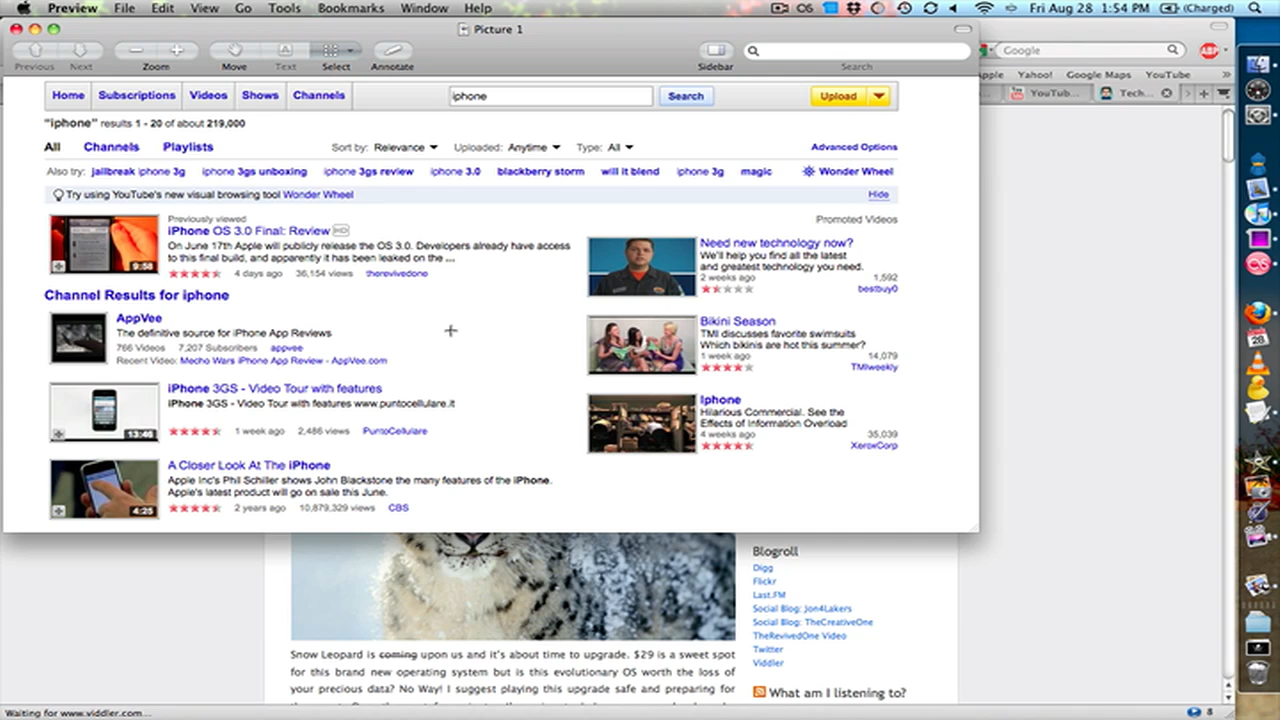 Preview File Edit View Go Tools Bookmarks Window Help
Fri Aug 28 1:54 PM (Charged)
Picture 1
Previous Next Zoom Move Text Select Annotate Sidebar Search
Google
ABP
Apple Yahoo! Google Maps YouTube
YouTub... Tech...
Home Subscriptions Videos Shows Channels iphone Search Upload
"iphone" results 1 - 20 of about 219,000
All Channels Playlists Sort by: Relevance Uploaded: Anytime Type: All Advanced Options
Also try: jailbreak iphone 3g iphone 3gs unboxing iphone 3gs review iphone 3.0 blackberry storm will it blend iphone 3g magic Wonder Wheel
Try using YouTube's new visual browsing tool Wonder Wheel Hide
Previously viewed
iPhone OS 3.0 Final: Review HD
On June 17th Apple will publicly release the OS 3.0. Developers already have access
to this final build, and apparently it has been leaked on the ...
9:58
4 days ago 36,154 views therevivedone
Channel Results for iphone
AppVee
The definitive source for iPhone App Reviews
766 Videos 7,207 Subscribers appvee
Recent Video: Mecho Wars iPhone App Review - AppVee.com
iPhone 3GS - Video Tour with features
iPhone 3GS - Video Tour with features www.puntocellulare.it
13:46
1 week ago 2,486 views PuntoCellulare
A Closer Look At The iPhone
Apple Inc's Phil Schiller shows John Blackstone the many features of the iPhone.
Apple's latest product will go on sale this June.
4:25
2 years ago 10,879,329 views CBS
Promoted Videos
Need new technology now?
We'll help you find all the latest
and greatest technology you need.
2 weeks ago 1,592
bestbuy0
Bikini Season
TMI discusses favorite swimsuits
Which bikinis are hot this summer?
1 week ago 14,079
TMIweekly
Iphone
Hilarious Commercial. See the
Effects of Information Overload
4 weeks ago 35,039
XeroxCorp
Snow Leopard is coming upon us and it's about time to upgrade. $29 is a sweet spot
for this brand new operating system but is this evolutionary OS worth the loss of
your precious data? No Way! I suggest playing this upgrade safe and preparing for
Blogroll
Digg
Flickr
Last.FM
Social Blog: Jon4Lakers
Social Blog: TheCreativeOne
TheRevivedOne Video
Twitter
Viddler
What am I listening to?
Waiting for www.viddler.com...
8